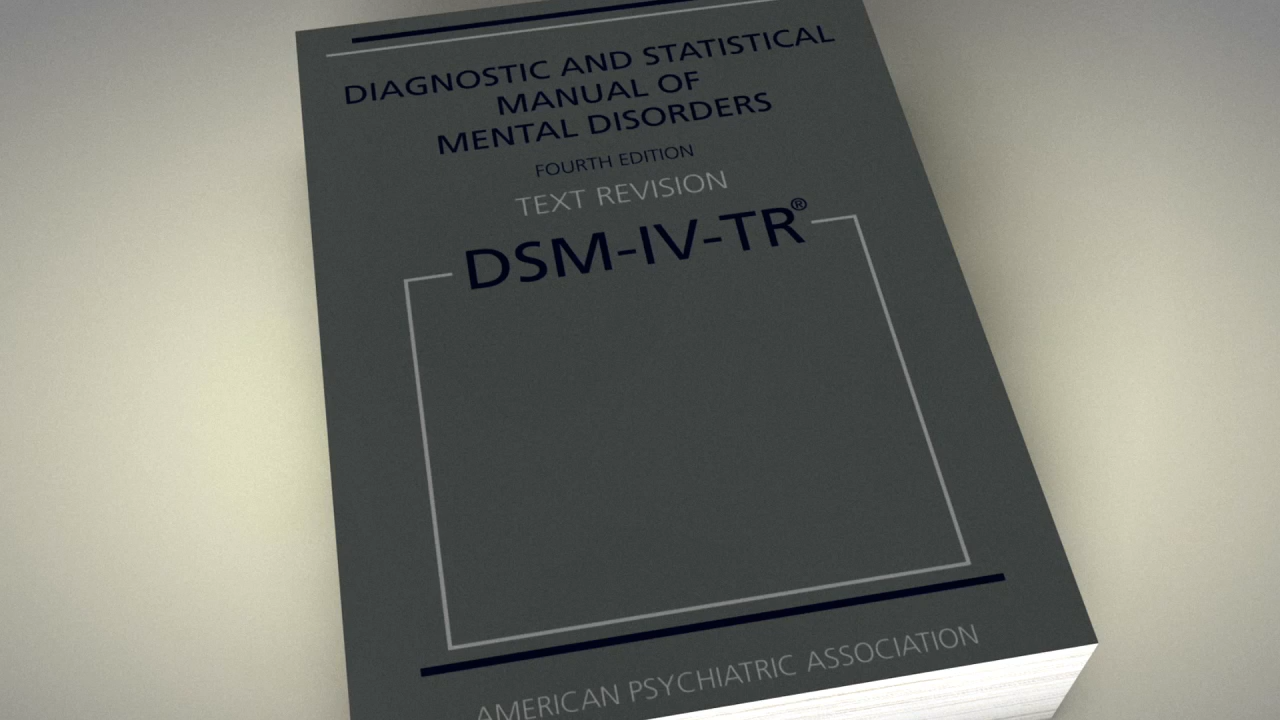 DIAGNOSTIC AND STATISTICAL
MANUAL OF
MENTAL DISORDERS
FOURTH EDITION
TEXT REVISION
DSM-IV-TR®
AMERICAN PSYCHIATRIC ASSOCIATION